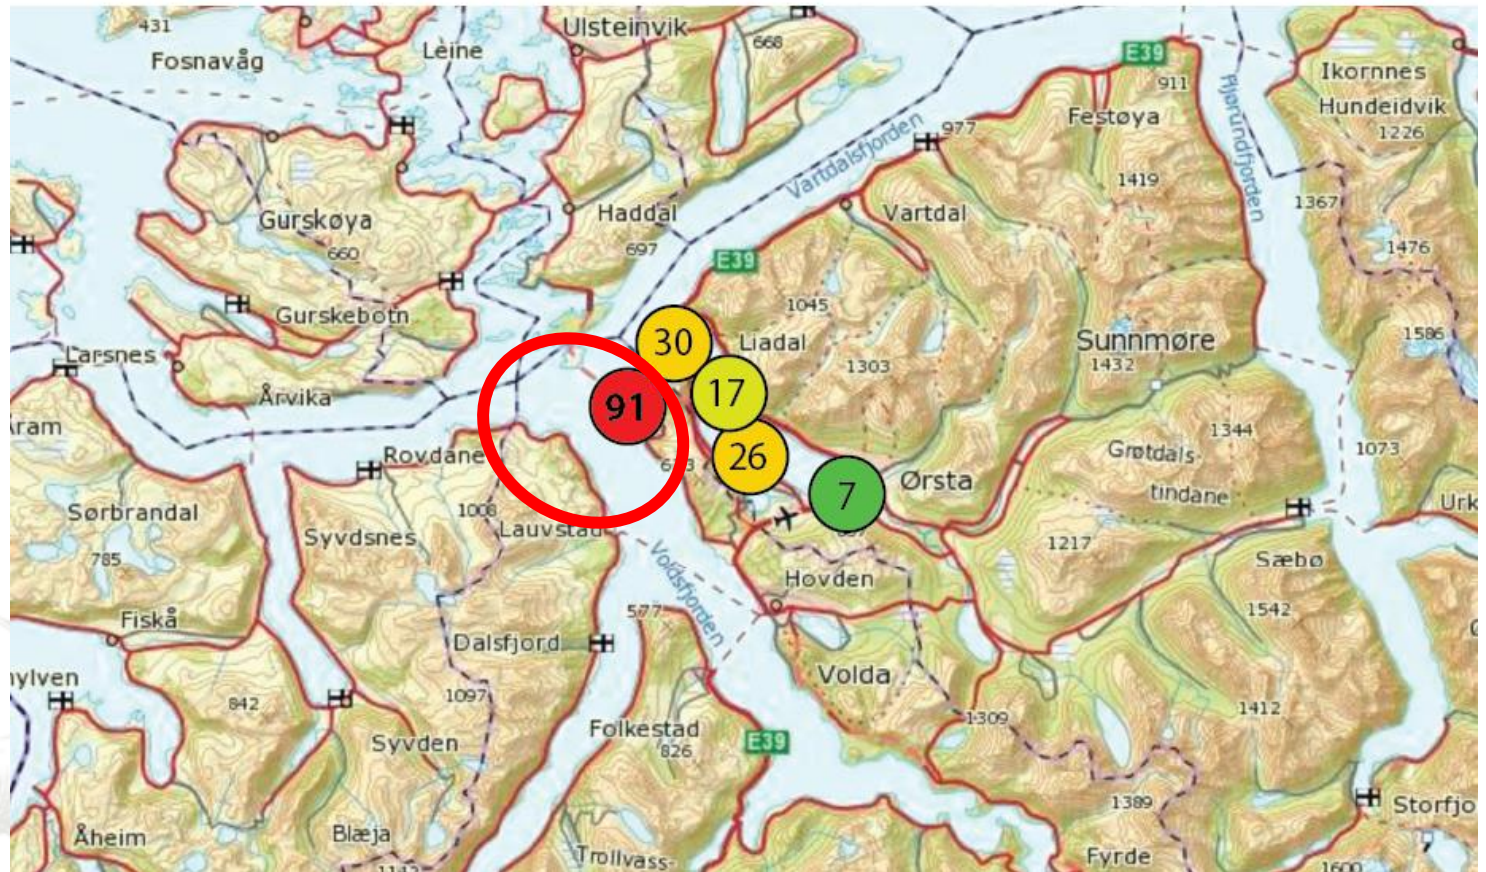 431
Fosnavåg
Leine
Ulsteinvik
668
E39
911
Ikornnes
Hundeidvik
1226
Festøya
977
Vartdalsfjorden
Hjørundfjorden
1419
1367
Gurskøya
660
Haddal
697
Vartdal
1476
E39
Gurskebotn
1045
30
Liadal
1303
Sunnmøre
1432
1586
Larsnes
Årvika
91
17
Rovdane
26
Grøtdals-
tindane
1344
1073
7
Ørsta
Sørbrandal
785
Syvdsnes
1008
Lauvstad
1217
Sæbø
Urk
Voldsfjorden
Hovden
577
1542
Fiskå
Dalsfjord
Volda
842
1097
1309
1412
Syvden
Folkestad
826
E39
1389
Storfjo
Åheim
Blæja
Trollvass-
Fyrde
1600